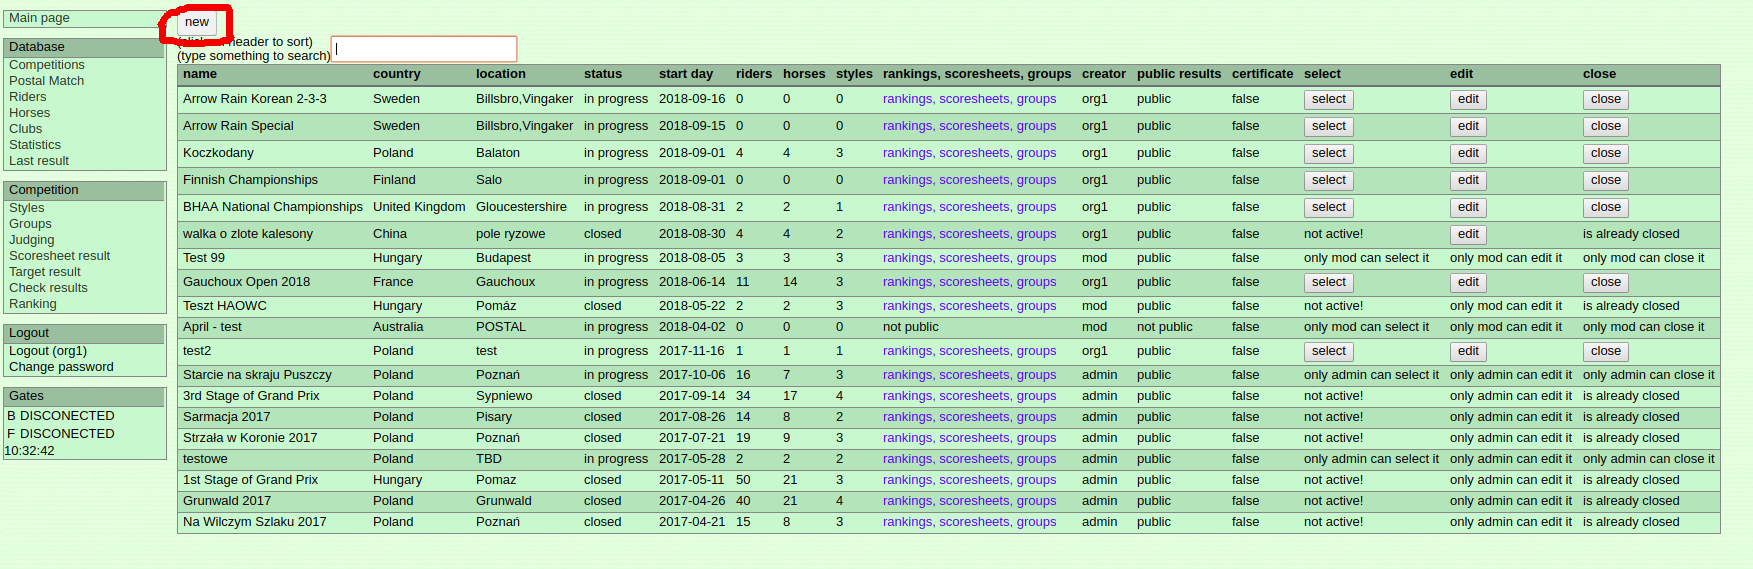 Main page
Database
Competitions
Postal Match
Riders
Horses
Clubs
Statistics
Last result
Competition
Styles
Groups
Judging
Scoresheet result
Target result
Check results
Ranking
Logout
Logout (org1)
Change password
Gates
B DISCONECTED
F DISCONECTED
10:32:42
new
header to sort)
(type something to search)
name country location status start day riders horses styles rankings, scoresheets, groups creator public results certificate select edit close
Arrow Rain Korean 2-3-3 Sweden Billsbro,Vingaker in progress 2018-09-16 0 0 0 rankings, scoresheets, groups org1 public false select edit close
Arrow Rain Special Sweden Billsbro,Vingaker in progress 2018-09-15 0 0 0 rankings, scoresheets, groups org1 public false select edit close
Koczkodany Poland Balaton in progress 2018-09-01 4 4 3 rankings, scoresheets, groups org1 public false select edit close
Finnish Championships Finland Salo in progress 2018-09-01 0 0 0 rankings, scoresheets, groups org1 public false select edit close
BHAA National Championships United Kingdom Gloucestershire in progress 2018-08-31 2 2 1 rankings, scoresheets, groups org1 public false select edit close
walka o zlote kalesony China pole ryzowe closed 2018-08-30 4 4 2 rankings, scoresheets, groups org1 public false not active! edit is already closed
Test 99 Hungary Budapest in progress 2018-08-05 3 3 3 rankings, scoresheets, groups mod public false only mod can select it only mod can edit it only mod can close it
Gauchoux Open 2018 France Gauchoux in progress 2018-06-14 11 14 3 rankings, scoresheets, groups org1 public false select edit close
Teszt HAOWC Hungary Pomáz closed 2018-05-22 2 2 3 rankings, scoresheets, groups mod public false not active! only mod can edit it is already closed
April - test Australia POSTAL in progress 2018-04-02 0 0 0 not public mod not public false only mod can select it only mod can edit it only mod can close it
test2 Poland test in progress 2017-11-16 1 1 1 rankings, scoresheets, groups org1 public false select edit close
Starcie na skraju Puszczy Poland Poznań in progress 2017-10-06 16 7 3 rankings, scoresheets, groups admin public false only admin can select it only admin can edit it only admin can close it
3rd Stage of Grand Prix Poland Sypniewo closed 2017-09-14 34 17 4 rankings, scoresheets, groups admin public false not active! only admin can edit it is already closed
Sarmacja 2017 Poland Pisary closed 2017-08-26 14 8 2 rankings, scoresheets, groups admin public false not active! only admin can edit it is already closed
Strzała w Koronie 2017 Poland Poznań closed 2017-07-21 19 9 3 rankings, scoresheets, groups admin public false not active! only admin can edit it is already closed
testowe Poland TBD in progress 2017-05-28 2 2 2 rankings, scoresheets, groups admin public false only admin can select it only admin can edit it only admin can close it
1st Stage of Grand Prix Hungary Pomaz closed 2017-05-11 50 21 3 rankings, scoresheets, groups admin public false not active! only admin can edit it is already closed
Grunwald 2017 Poland Grunwald closed 2017-04-26 40 21 4 rankings, scoresheets, groups admin public false not active! only admin can edit it is already closed
Na Wilczym Szlaku 2017 Poland Poznań closed 2017-04-21 15 8 3 rankings, scoresheets, groups admin public false not active! only admin can edit it is already closed